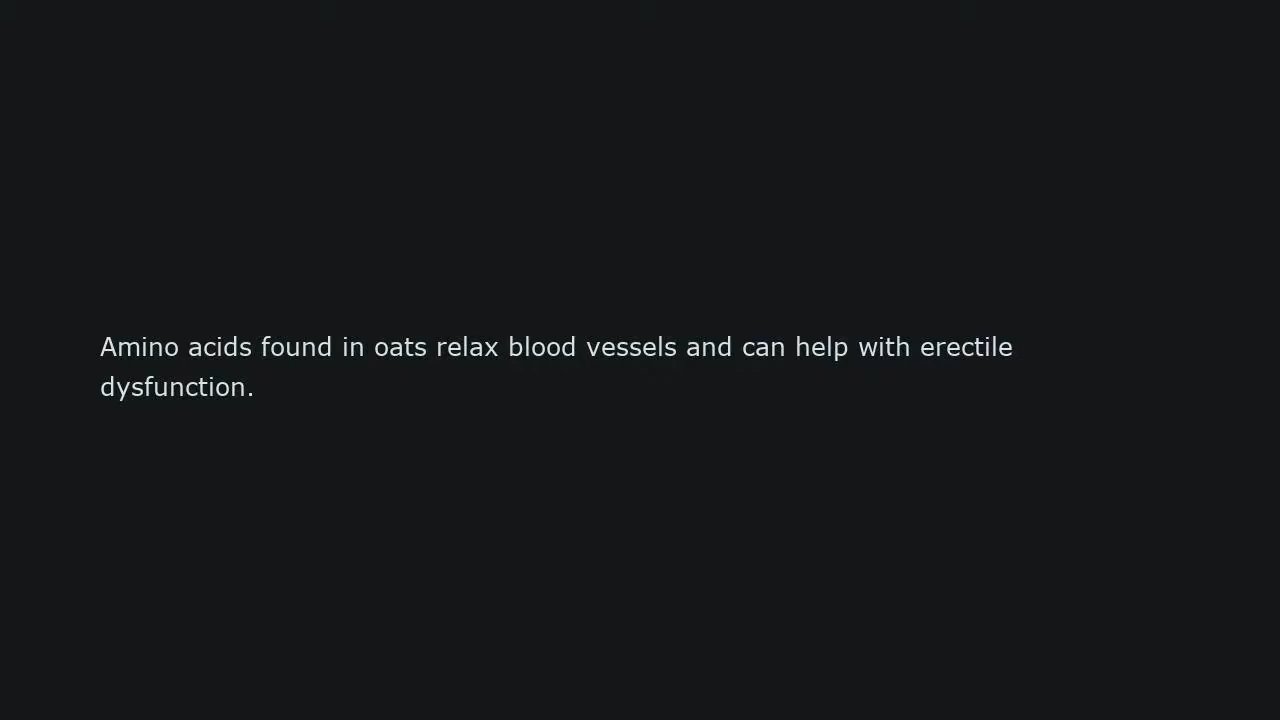 Amino acids found in oats relax blood vessels and can help with erectile
dysfunction.